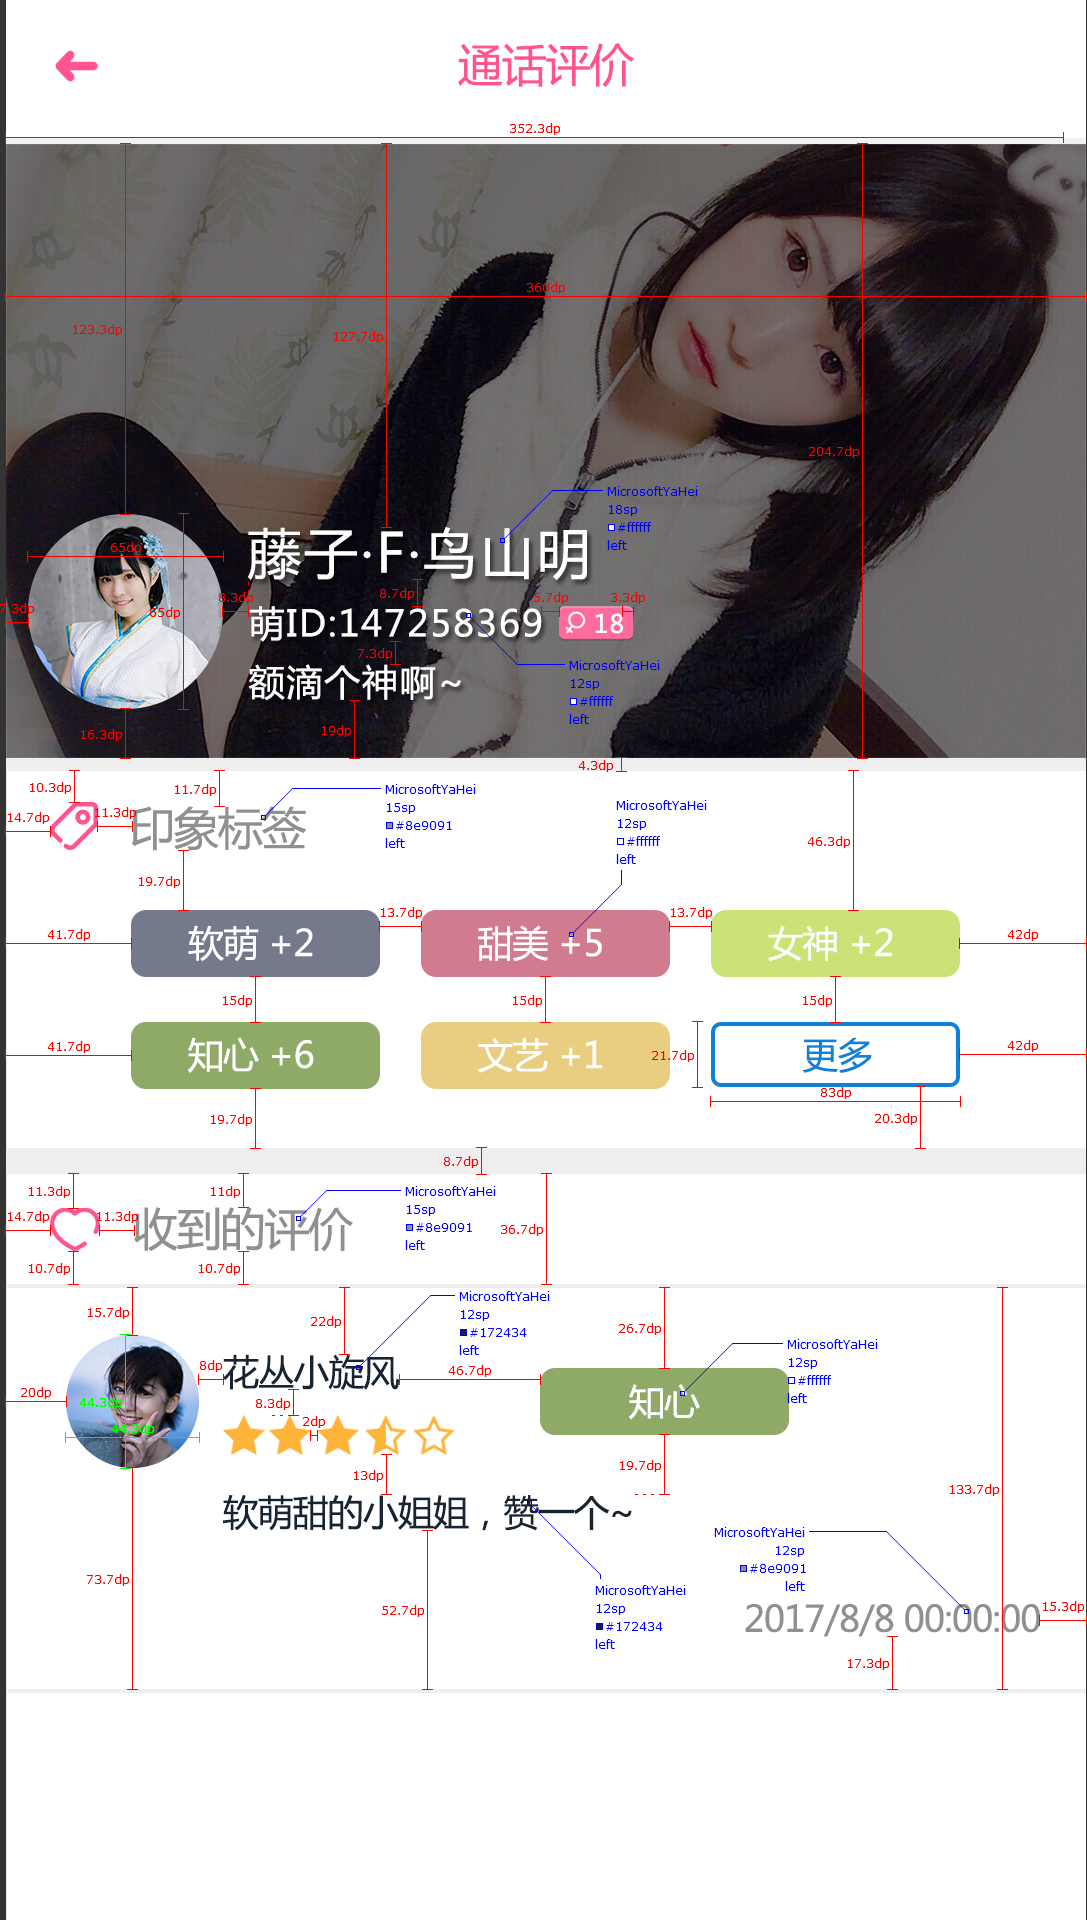 通话评价
352.3dp
360dp
123.3dp
127.7dp
204.7dp
MicrosoftYaHei
18sp
#ffffff
left
65dp
藤子·F·鸟山明
8.7dp
8.3dp
3.3dp
7.3dp
65dp
萌ID:147258369
18
7.3dp
MicrosoftYaHei
12sp
#ffffff
left
额滴个神啊~
16.3dp
19dp
4.3dp
10.3dp
11.7dp
MicrosoftYaHei
15sp
#8e9091
left
MicrosoftYaHei
12sp
#ffffff
left
14.7dp
11.3dp
印象标签
46.3dp
19.7dp
13.7dp
13.7dp
41.7dp
软萌 +2
甜美 +5
女神 +2
42dp
15dp
15dp
15dp
41.7dp
知心 +6
文艺 +1
21.7dp
更多
42dp
83dp
19.7dp
20.3dp
8.7dp
11.3dp
11dp
MicrosoftYaHei
15sp
#8e9091
left
14.7dp
11.3dp
收到的评价
36.7dp
10.7dp
10.7dp
15.7dp
22dp
MicrosoftYaHei
12sp
#172434
left
26.7dp
MicrosoftYaHei
12sp
#ffffff
left
8dp
花丛小旋风
46.7dp
20dp
44.3dp
8.3dp
知心
2dp
13dp
19.7dp
133.7dp
软萌甜的小姐姐，赞一个~
MicrosoftYaHei
12sp
#8e9091
left
73.7dp
52.7dp
MicrosoftYaHei
12sp
#172434
left
2017/8/8 00:00:00
15.3dp
17.3dp